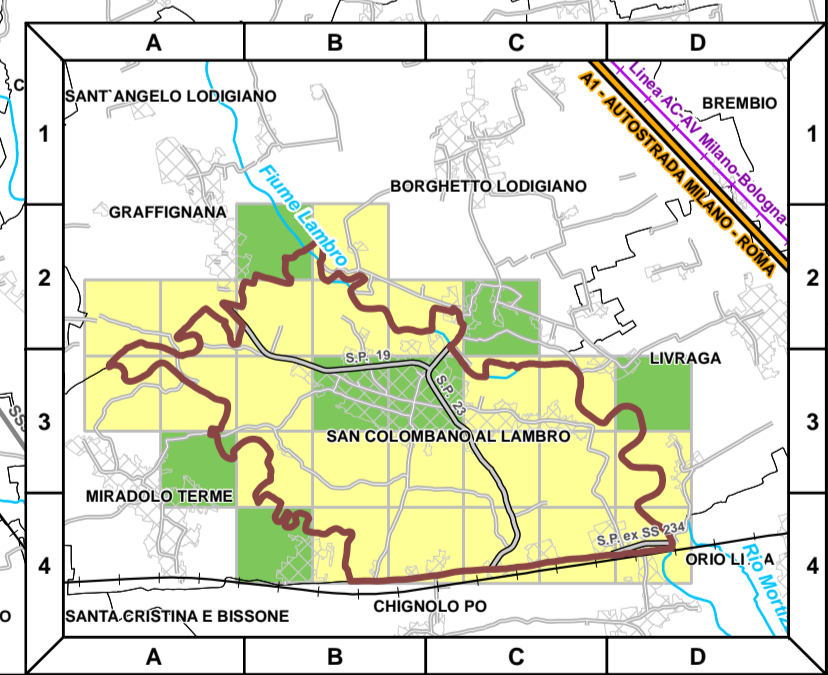 A B C D
C
SANT`ANGELO LODIGIANO
Linea AC-AV Milano-Bologna
A1 - AUTOSTRADA MILANO - ROMA
BREMBIO
1 1
Fiume Lambro
BORGHETTO LODIGIANO
GRAFFIGNANA
2 2
S.P. 19
LIVRAGA
S.P. 23
3 3
SS
SAN COLOMBANO AL LAMBRO
MIRADOLO TERME
S.P. ex SS 234
4 4
ORIO LI
A
Rio Mortiz
CHIGNOLO PO
O
SANTA CRISTINA E BISSONE
A B C D